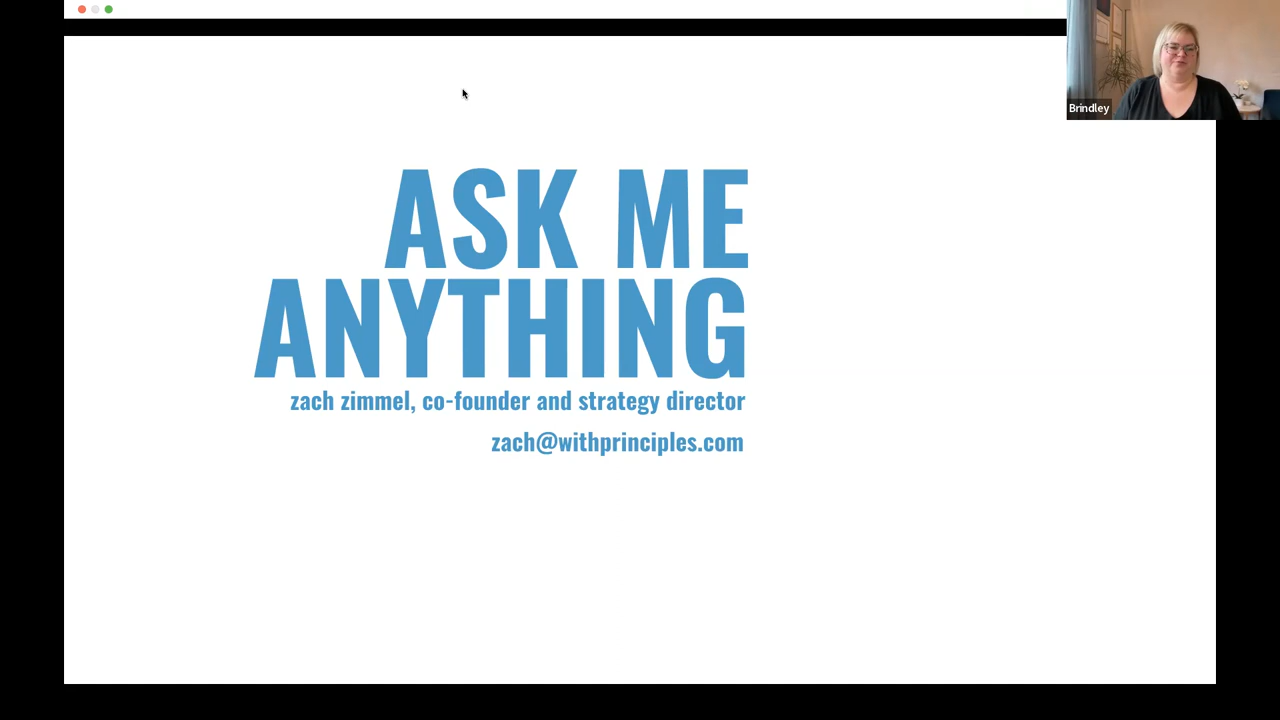 ASK ME
ANYTHING
zach zimmel, co-founder and strategy director
zach@withprinciples.com
Brindley